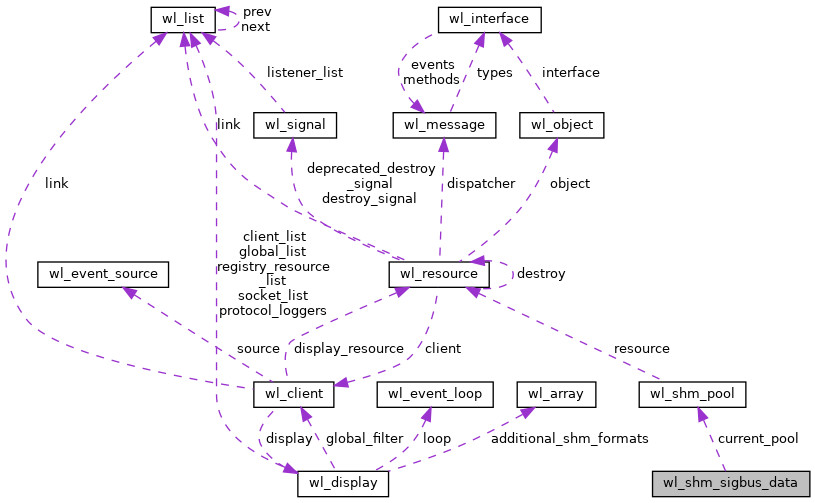 wl_list
prev
next
wl_interface
events
methods
types
interface
listener_list
wl_signal
link
wl_message
wl_object
link
deprecated_destroy
_signal
destroy_signal
dispatcher
object
client_list
global_list
registry_resource
_list
socket_list
protocol_loggers
wl_event_source
wl_resource
destroy
source
display_resource
client
resource
wl_client
wl_event_loop
wl_array
wl_shm_pool
display
global_filter
loop
additional_shm_formats
current_pool
wl_display
wl_shm_sigbus_data